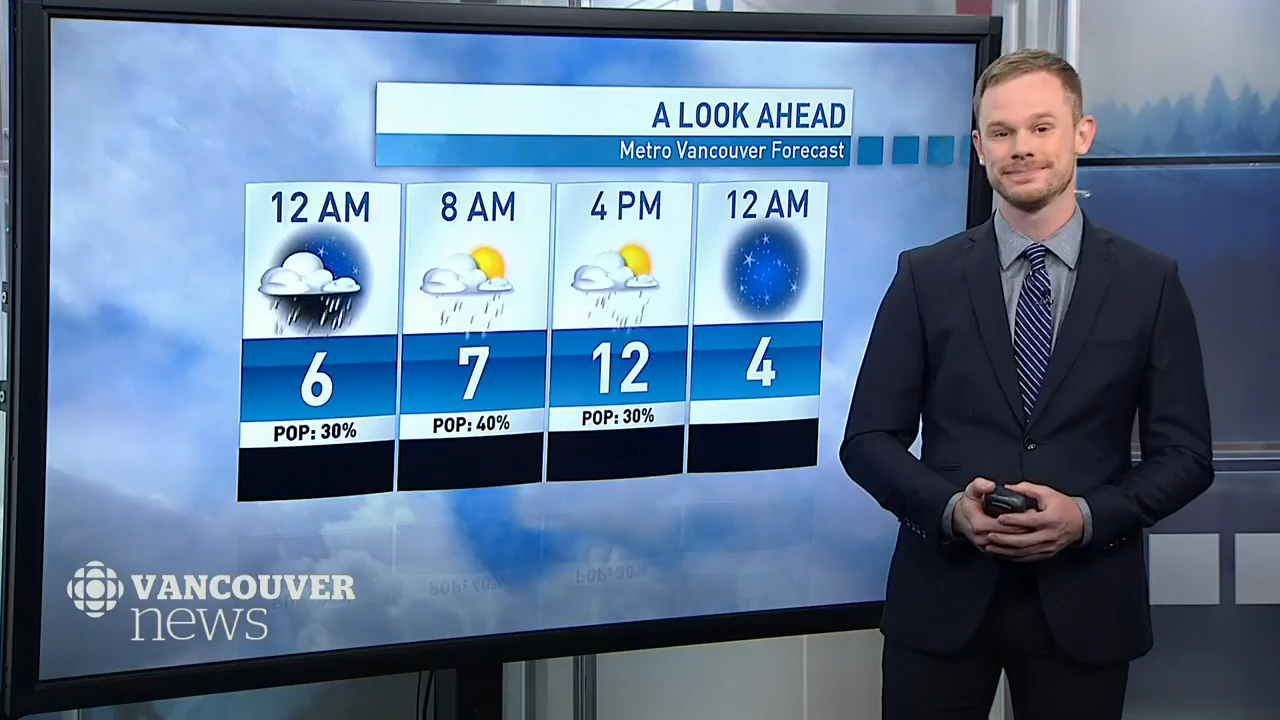 A LOOK AHEAD
Metro Vancouver Forecast
12 AM
8 AM
4 PM
12 AM
6
7
12
4
POP: 30%
POP: 40%
POP: 30%
VANCOUVER
news